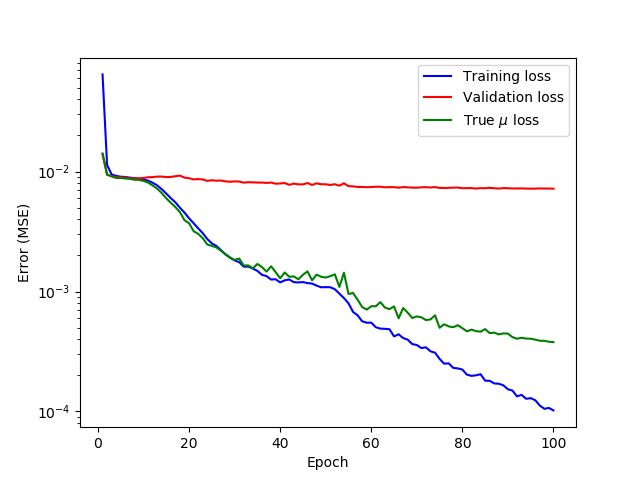 Training loss
Validation loss
True μ loss
10⁻²
10⁻³
10⁻⁴
Error (MSE)
0 20 40 60 80 100
Epoch